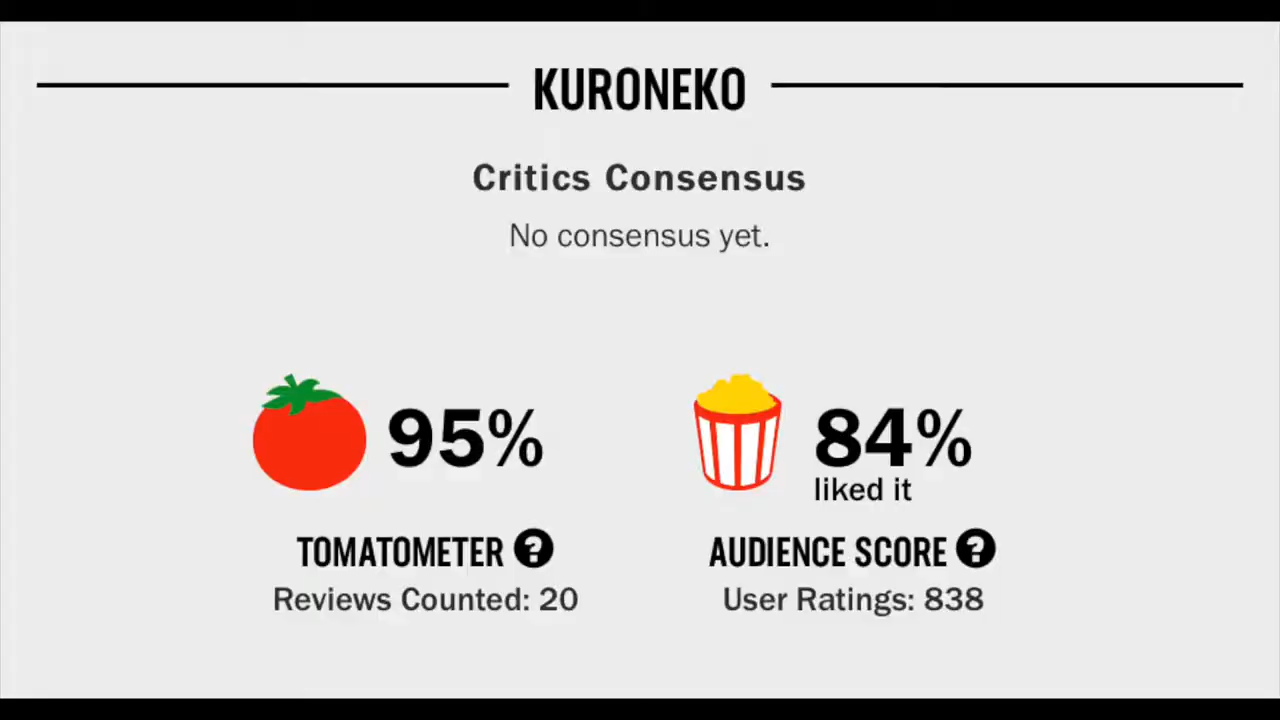 KURONEKO
Critics Consensus
No consensus yet.
95%
84%
liked it
TOMATOMETER ?
AUDIENCE SCORE ?
Reviews Counted: 20
User Ratings: 838